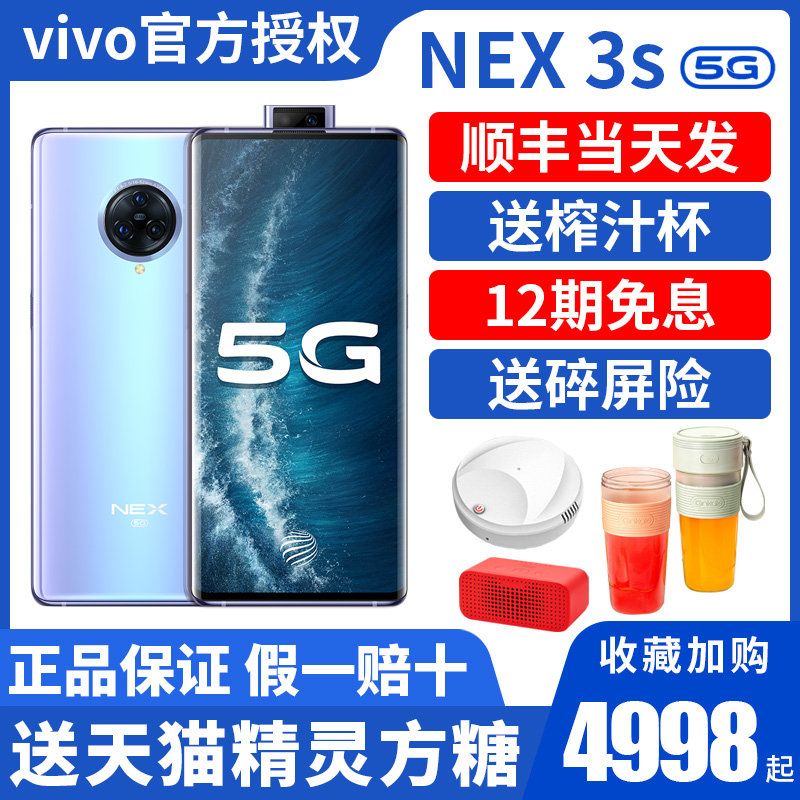 vivo官方授权
NEX 3s 5G
顺丰当天发
送榨汁杯
12期免息
送碎屏险
5G
NEX
正品保证 假一赔十
收藏加购
送天猫精灵方糖
4998起